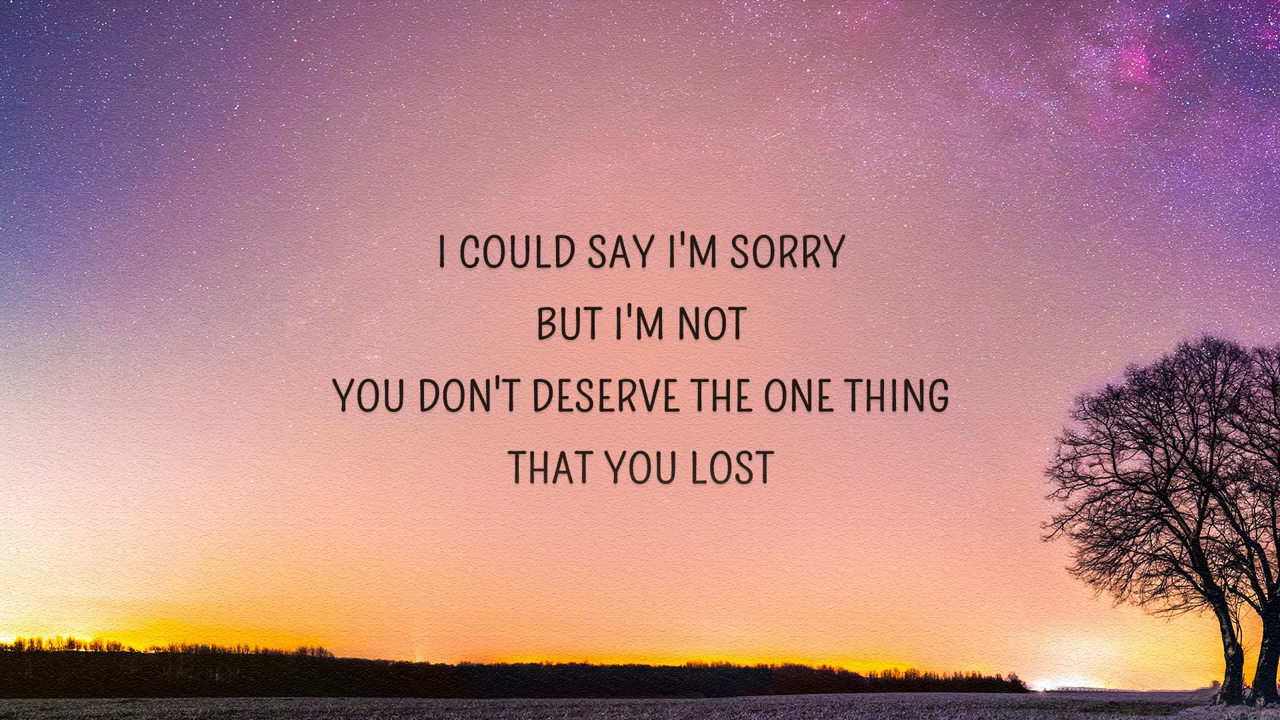 I COULD SAY I'M SORRY
BUT I'M NOT
YOU DON'T DESERVE THE ONE THING
THAT YOU LOST